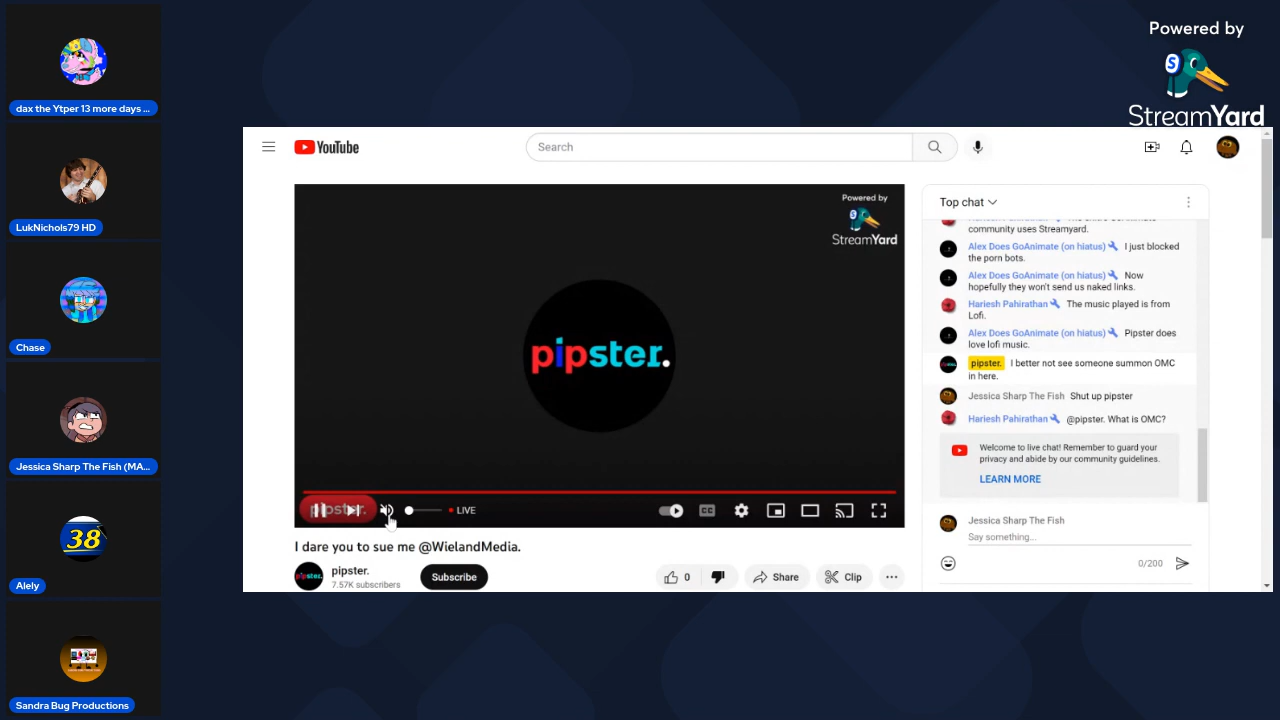 dax the Ytper 13 more days ...
LukNichols79 HD
Chase
Jessica Sharp The Fish (MA...
38
Alely
Sandra Bug Productions
Powered by
StreamYard
YouTube
Search
Powered by
StreamYard
pipster.
pipster.
LIVE
CC
I dare you to sue me @WielandMedia.
pipster.
pipster.
7.57K subscribers
Subscribe
0
Share
Clip
Top chat
community uses Streamyard.
Alex Does GoAnimate (on hiatus) I just blocked
the porn bots.
Alex Does GoAnimate (on hiatus) Now
hopefully they won't send us naked links.
Hariesh Pahirathan The music played is from
Lofi.
Alex Does GoAnimate (on hiatus) Pipster does
love lofi music.
pipster. I better not see someone summon OMC
in here.
Jessica Sharp The Fish Shut up pipster
Hariesh Pahirathan @pipster. What is OMC?
Welcome to live chat! Remember to guard your
privacy and abide by our community guidelines.
LEARN MORE
Jessica Sharp The Fish
Say something...
0/200